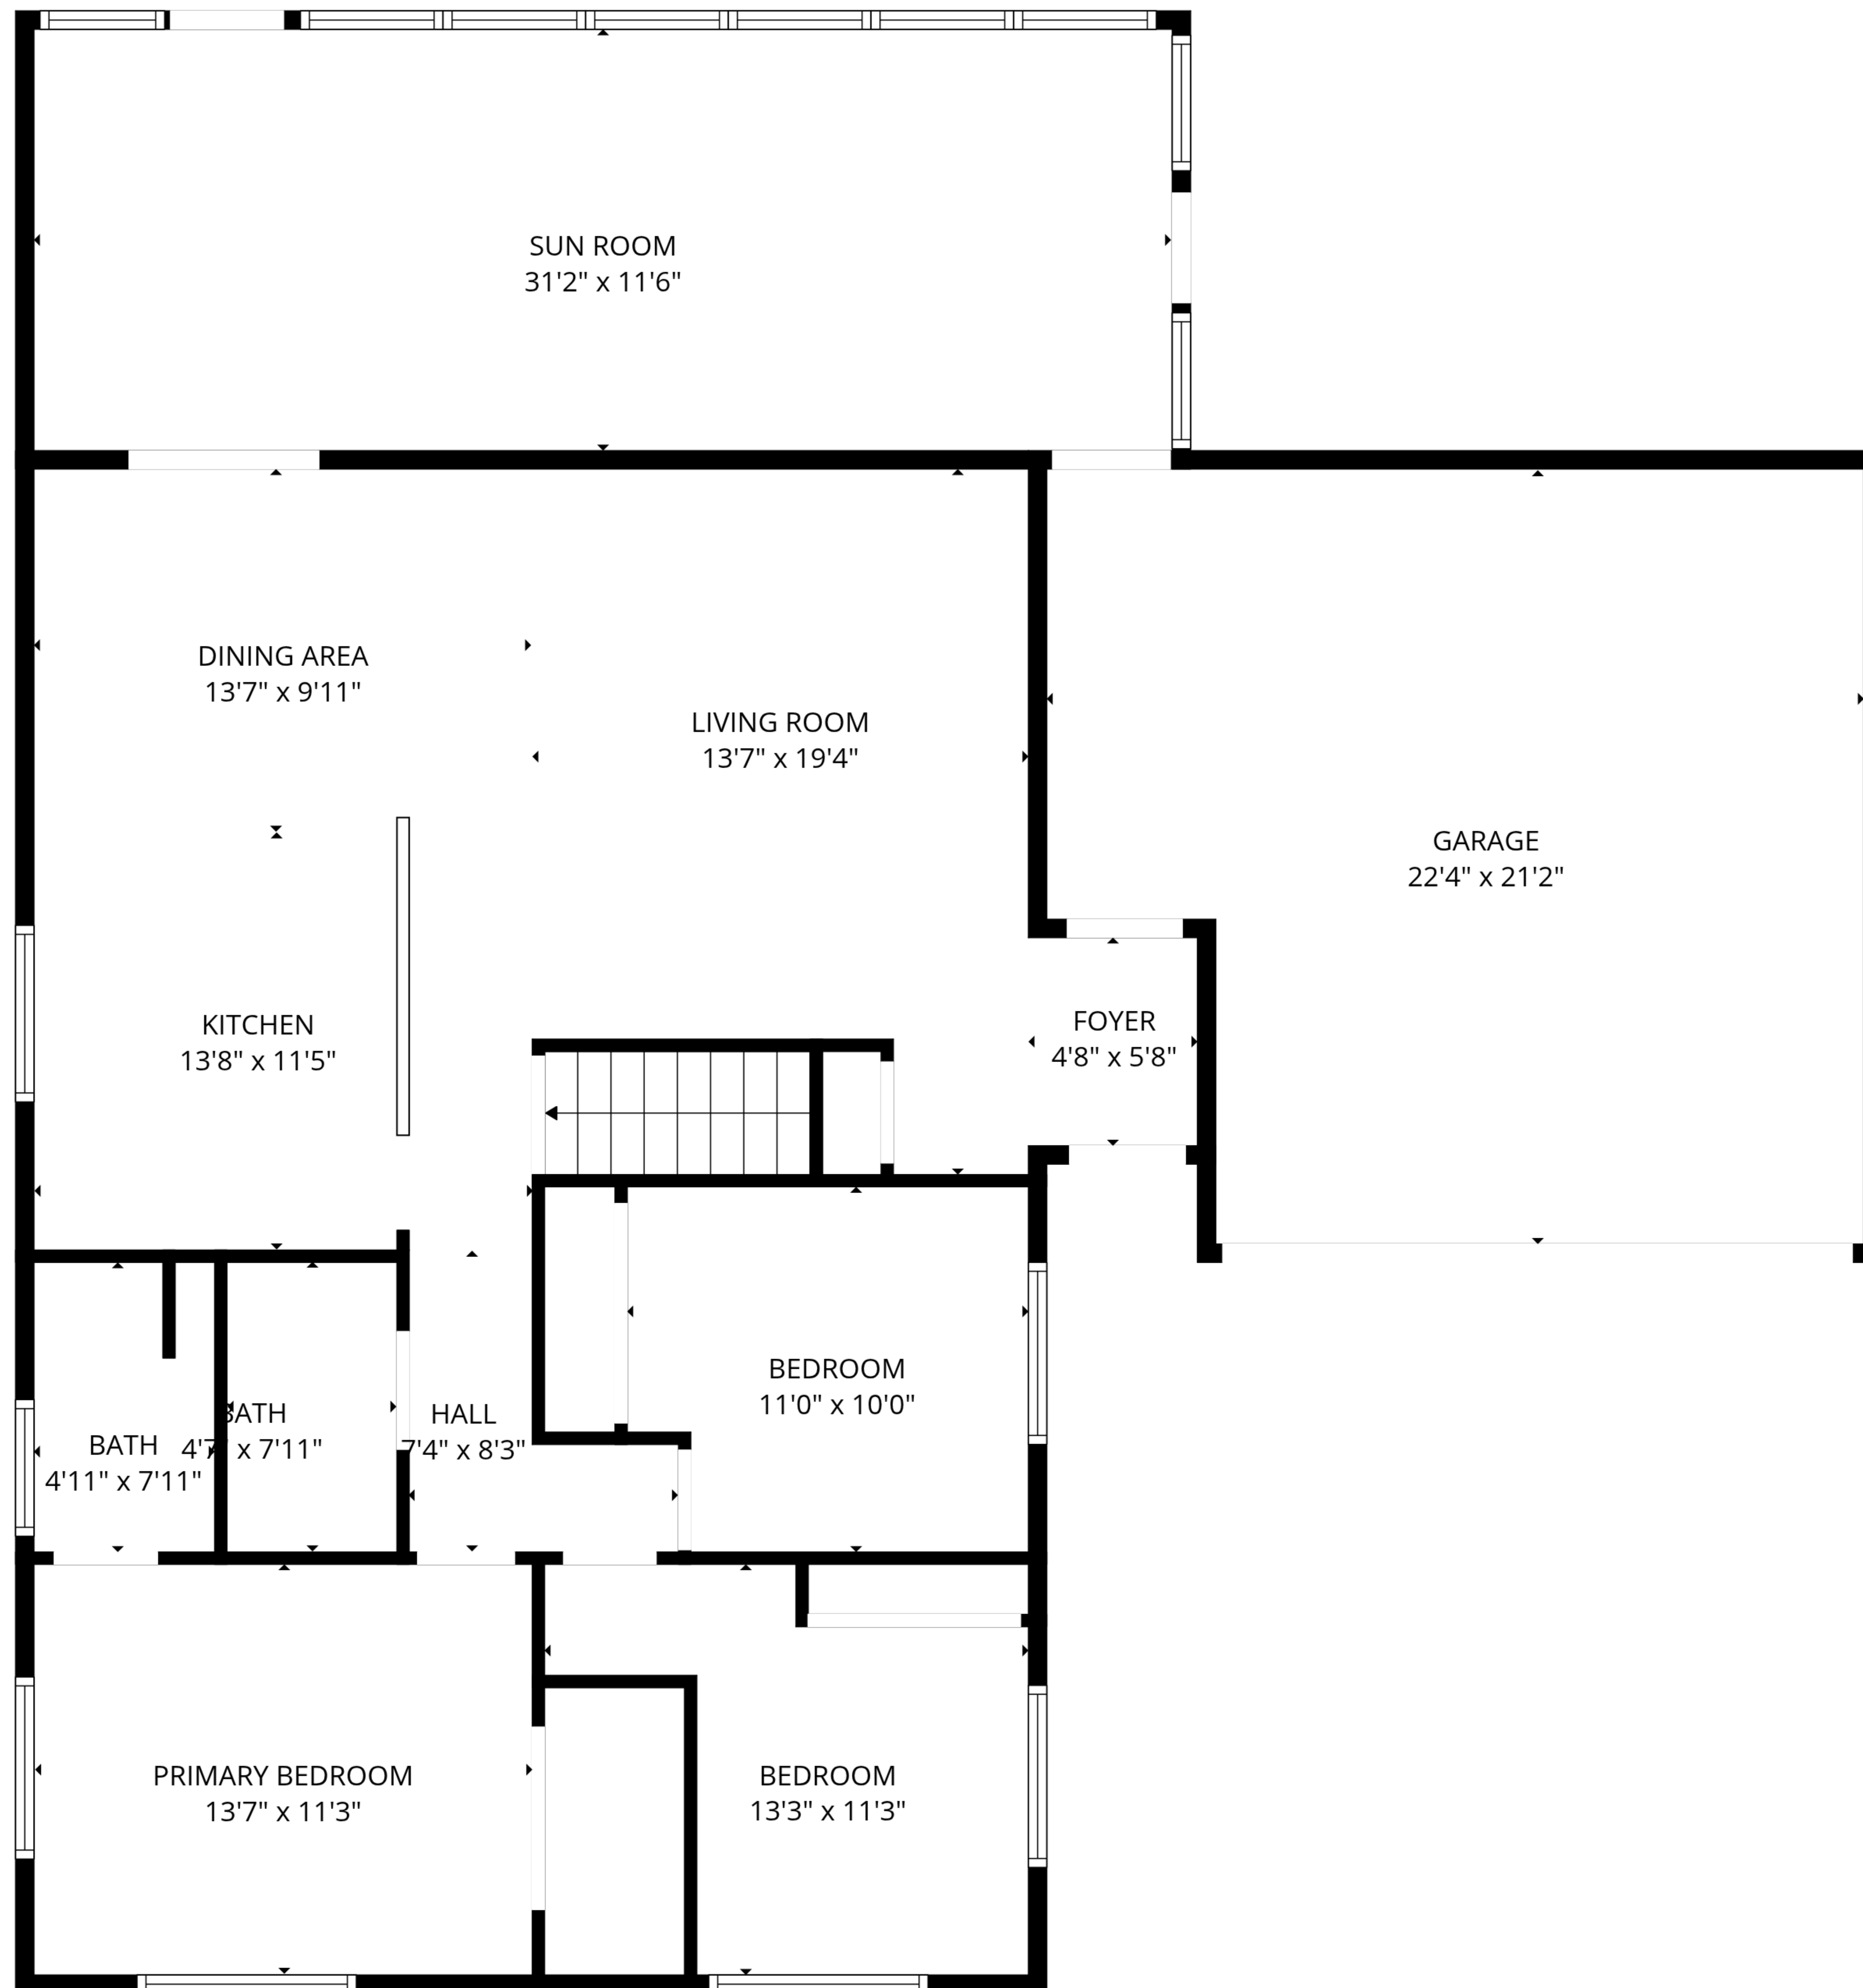 SUN ROOM
31'2" x 11'6"
DINING AREA
13'7" x 9'11"
LIVING ROOM
13'7" x 19'4"
GARAGE
22'4" x 21'2"
KITCHEN
13'8" x 11'5"
FOYER
4'8" x 5'8"
BEDROOM
11'0" x 10'0"
BATH
4'7" x 7'11"
HALL
7'4" x 8'3"
BATH
4'11" x 7'11"
PRIMARY BEDROOM
13'7" x 11'3"
BEDROOM
13'3" x 11'3"